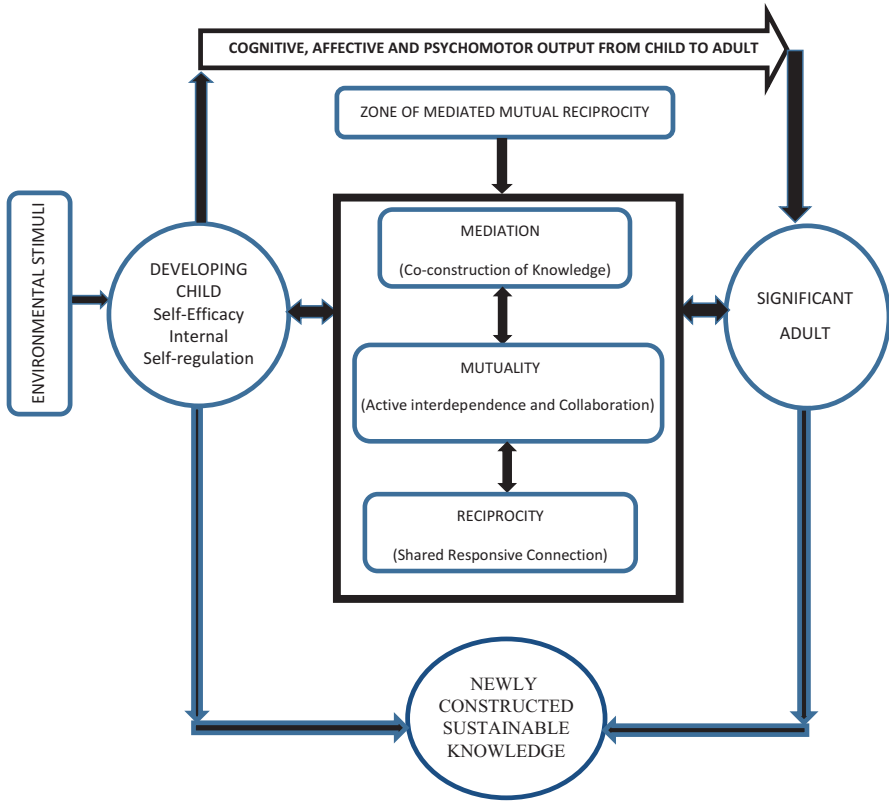 COGNITIVE, AFFECTIVE AND PSYCHOMOTOR OUTPUT FROM CHILD TO ADULT
ZONE OF MEDIATED MUTUAL RECIPROCITY
ENVIRONMENTAL STIMULI
DEVELOPING
CHILD
Self-Efficacy
Internal
Self-regulation
MEDIATION
(Co-construction of Knowledge)
MUTUALITY
(Active interdependence and Collaboration)
RECIPROCITY
(Shared Responsive Connection)
SIGNIFICANT
ADULT
NEWLY
CONSTRUCTED
SUSTAINABLE
KNOWLEDGE